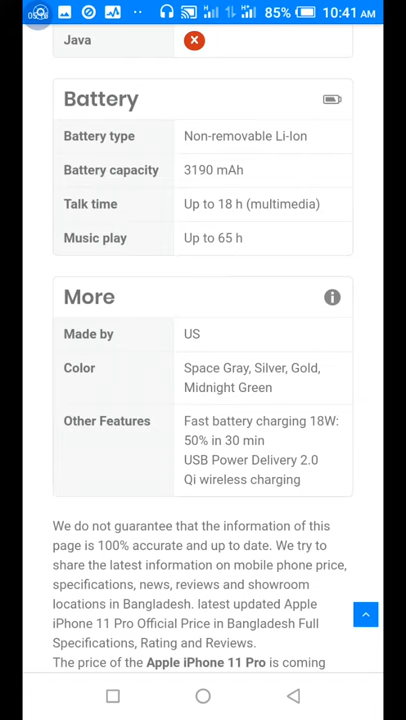 85% 10:41 AM
Java
Battery
Battery type Non-removable Li-Ion
Battery capacity 3190 mAh
Talk time Up to 18 h (multimedia)
Music play Up to 65 h
More
Made by US
Color Space Gray, Silver, Gold,
Midnight Green
Other Features Fast battery charging 18W:
50% in 30 min
USB Power Delivery 2.0
Qi wireless charging
We do not guarantee that the information of this
page is 100% accurate and up to date. We try to
share the latest information on mobile phone price,
specifications, news, reviews and showroom
locations in Bangladesh. latest updated Apple
iPhone 11 Pro Official Price in Bangladesh Full
Specifications, Rating and Reviews.
The price of the Apple iPhone 11 Pro is coming